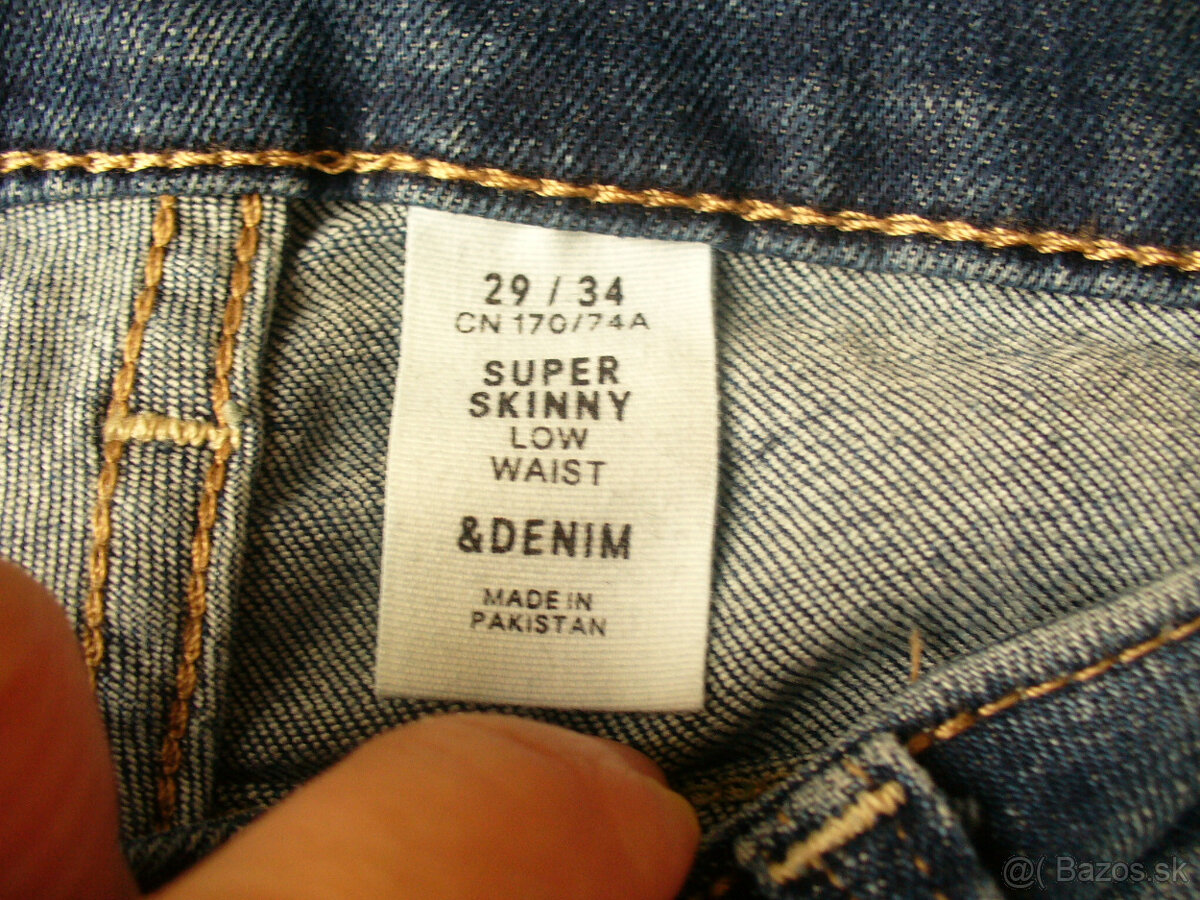 29 / 34
CN 170/74A
SUPER
SKINNY
LOW
WAIST
&DENIM
MADE IN
PAKISTAN
@( Bazos.sk